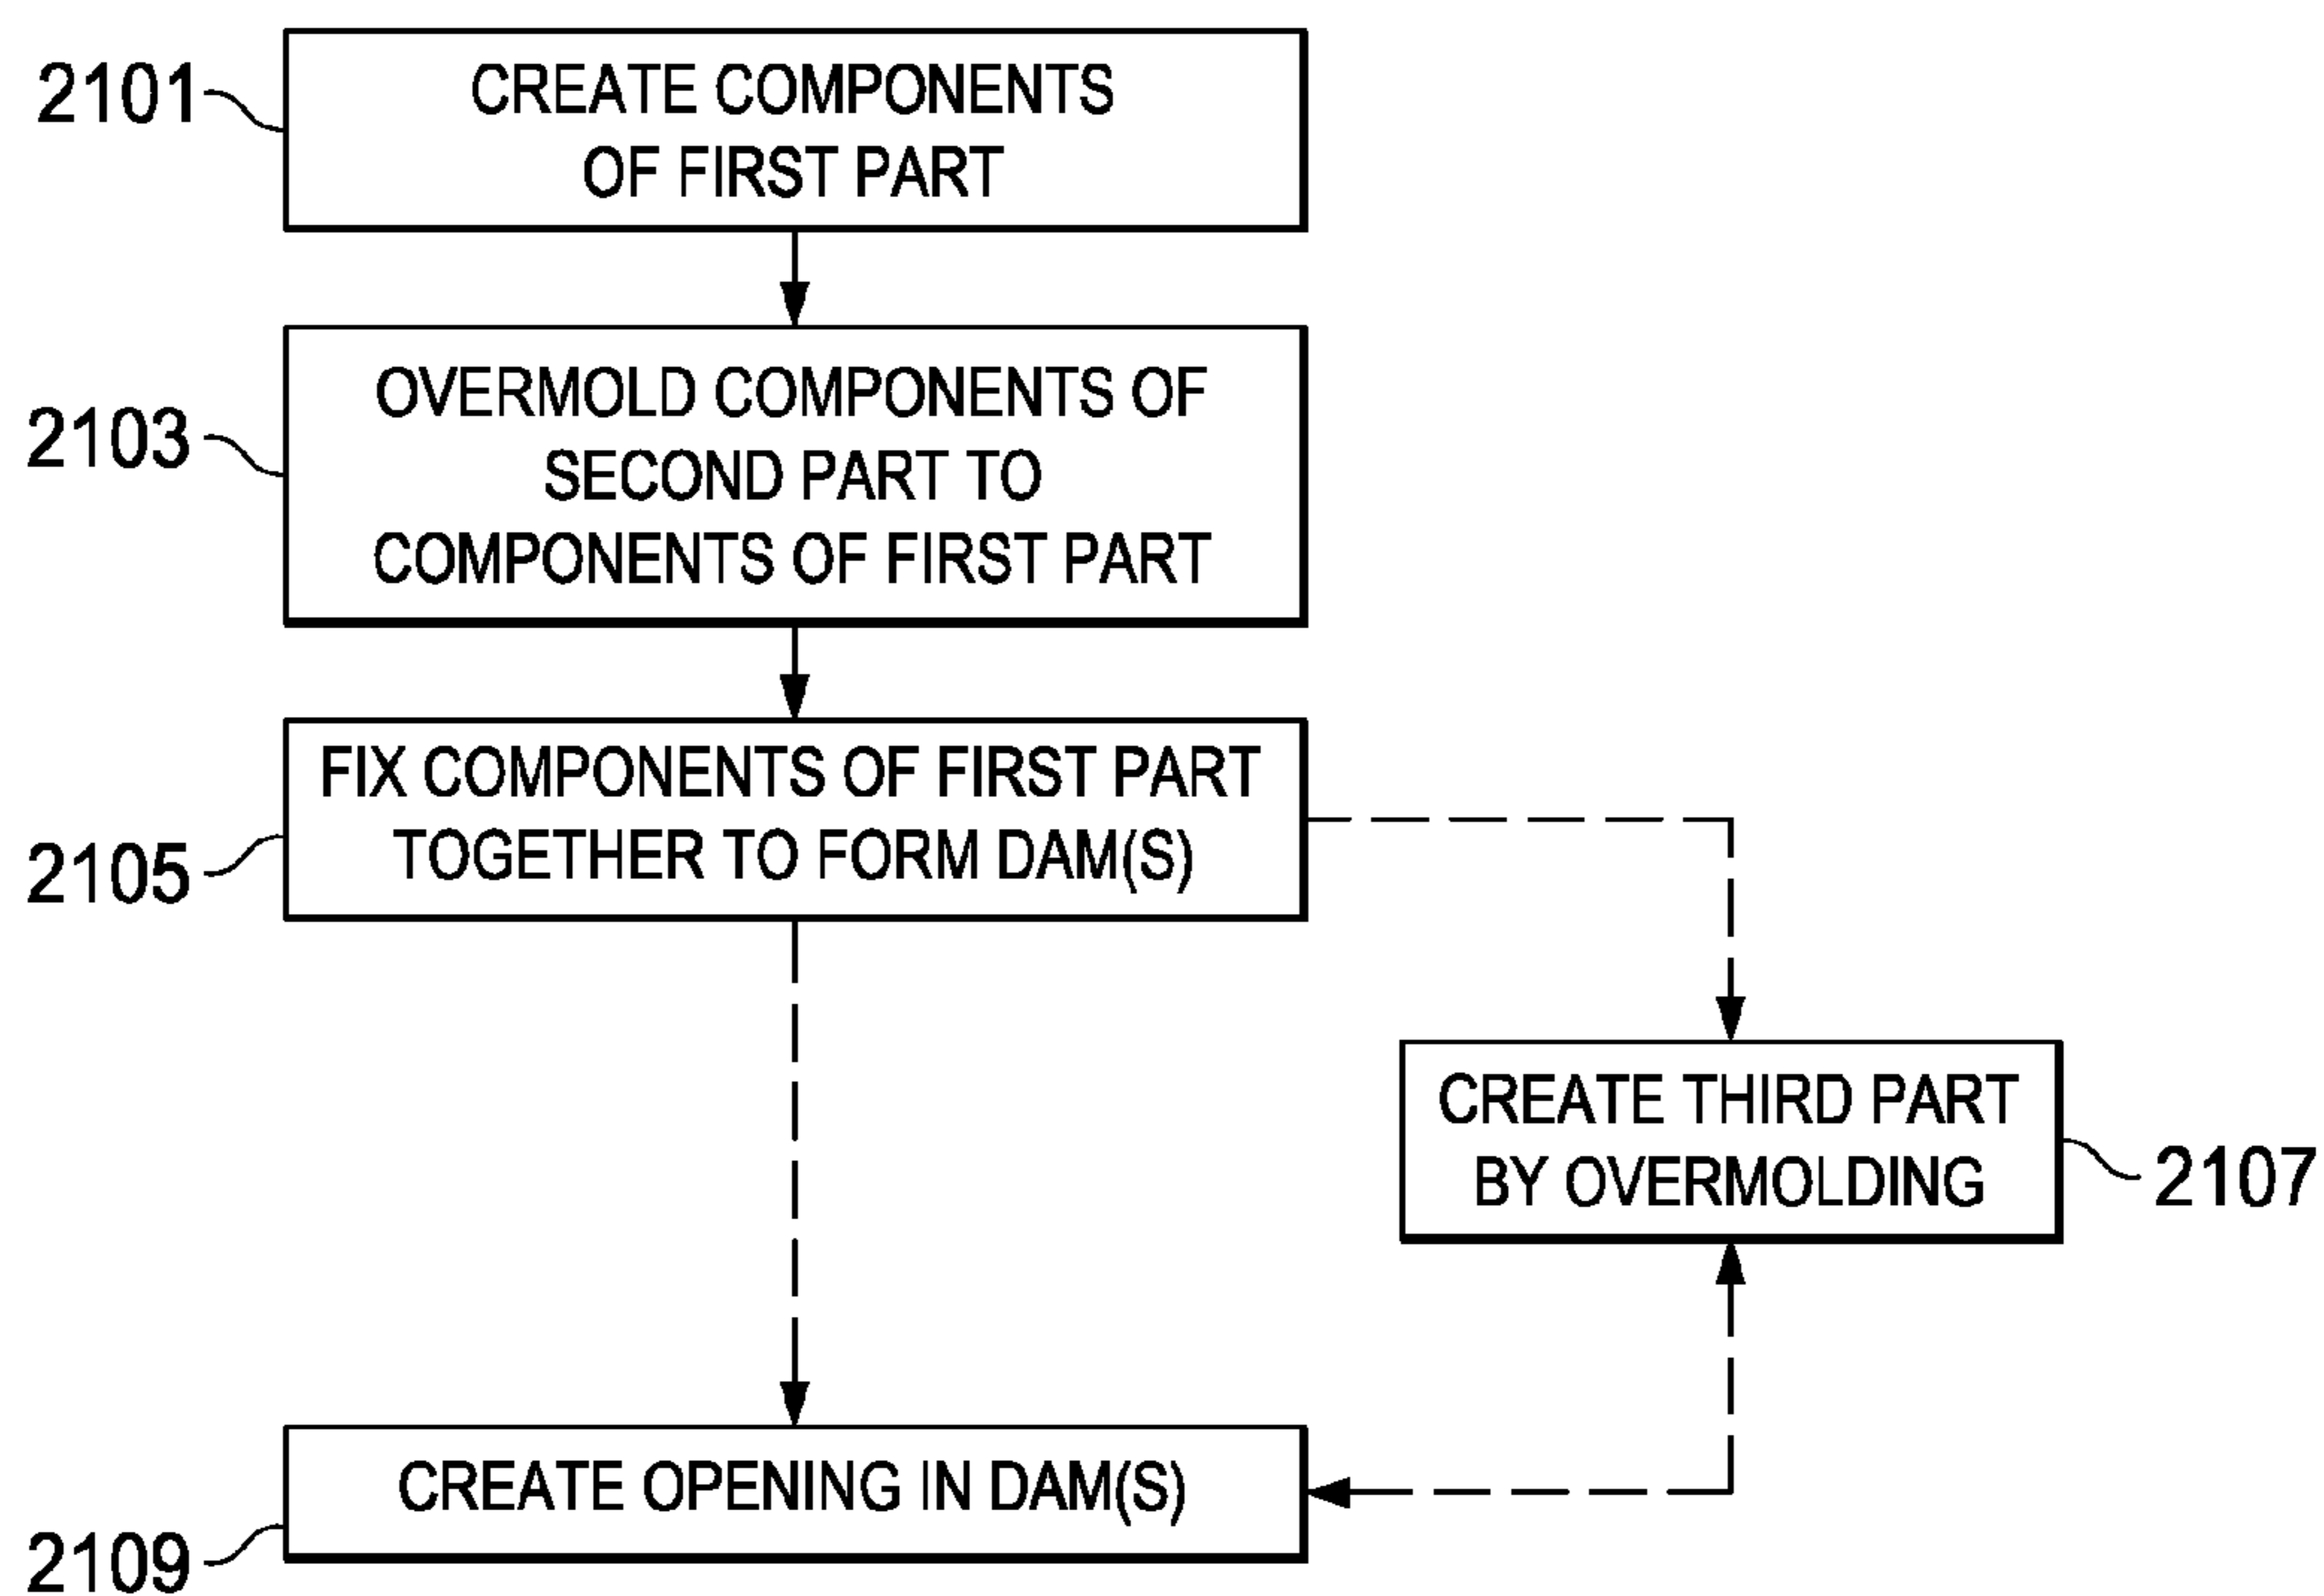 2101
CREATE COMPONENTS
OF FIRST PART
2103
OVERMOLD COMPONENTS OF
SECOND PART TO
COMPONENTS OF FIRST PART
2105
FIX COMPONENTS OF FIRST PART
TOGETHER TO FORM DAM(S)
CREATE THIRD PART
BY OVERMOLDING
2107
CREATE OPENING IN DAM(S)
2109